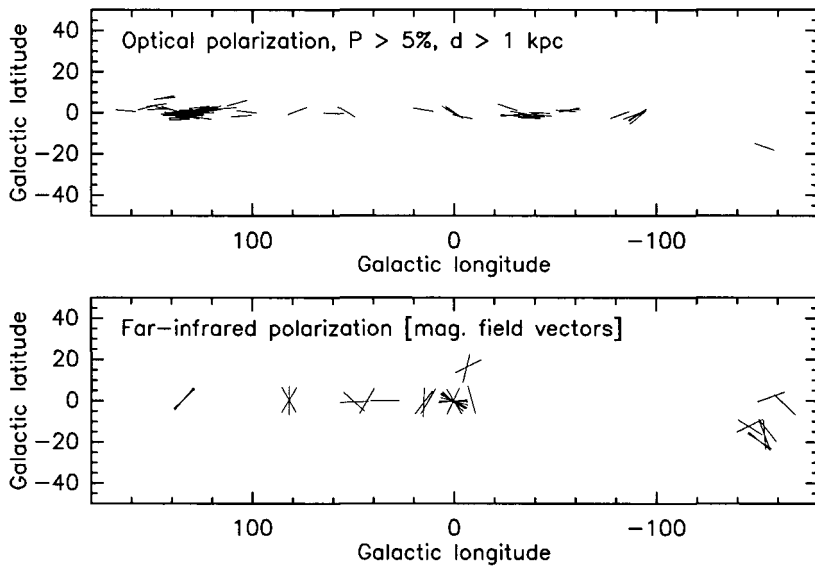 Optical polarization, P > 5%, d > 1 kpc
Galactic latitude
40
20
0
−20
−40
100
0
−100
Galactic longitude
Far−infrared polarization [mag. field vectors]
Galactic latitude
40
20
0
−20
−40
100
0
−100
Galactic longitude